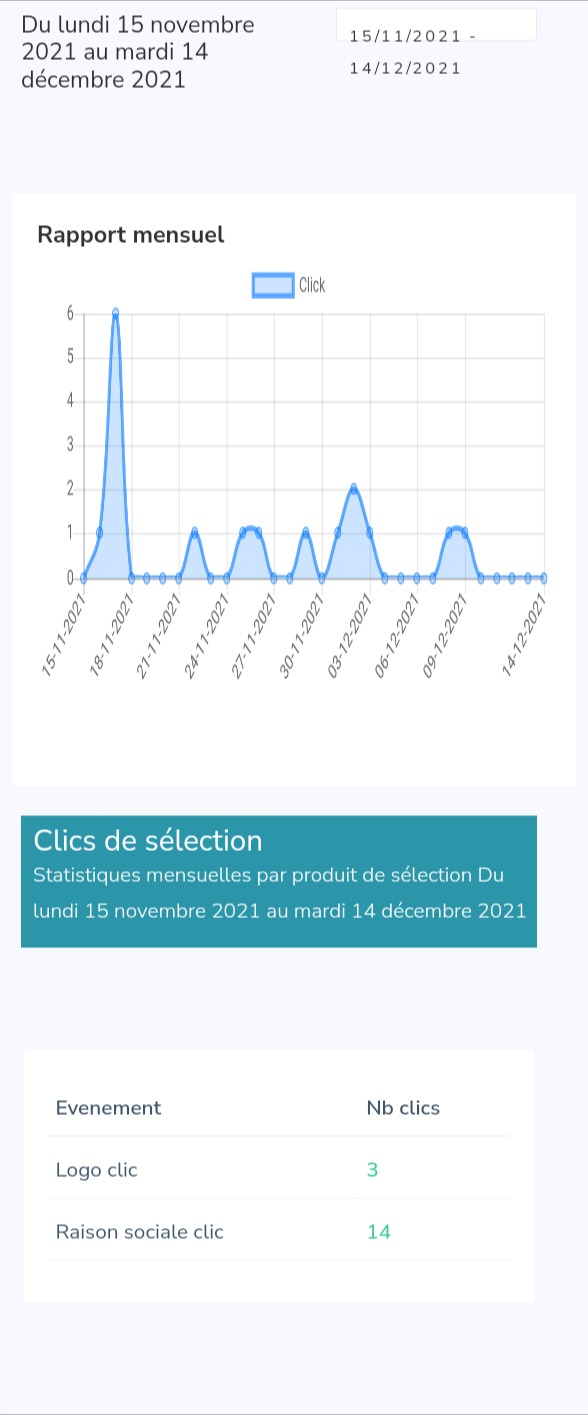 Du lundi 15 novembre
2021 au mardi 14
décembre 2021
15/11/2021 -
14/12/2021
Rapport mensuel
Click
6
5
4
3
2
1
0
15-11-2021
18-11-2021
21-11-2021
24-11-2021
27-11-2021
30-11-2021
03-12-2021
06-12-2021
09-12-2021
14-12-2021
Clics de sélection
Statistiques mensuelles par produit de sélection Du
lundi 15 novembre 2021 au mardi 14 décembre 2021
Evenement Nb clics
Logo clic 3
Raison sociale clic 14